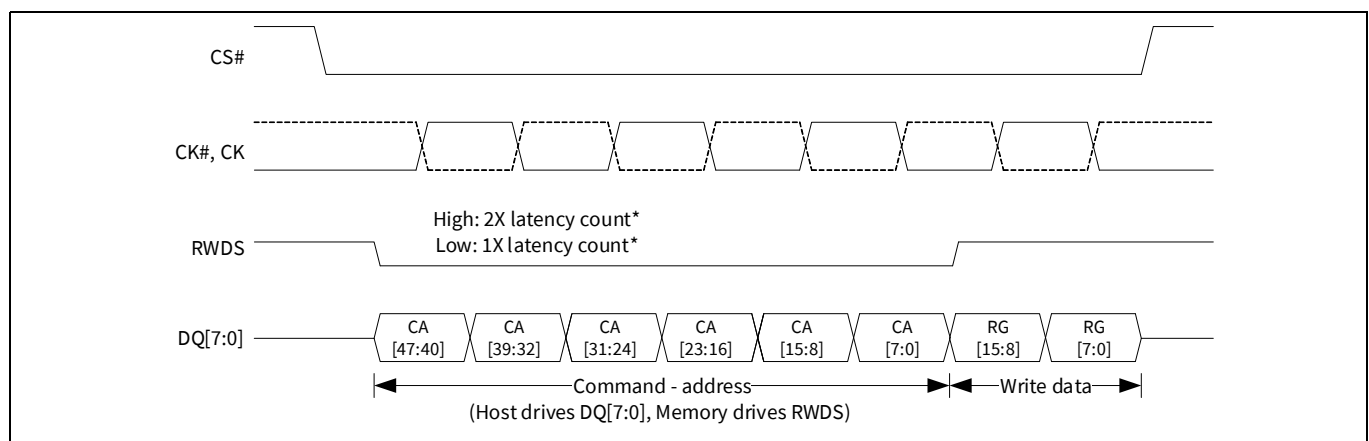 CS#
CK#, CK
High: 2X latency count*
Low: 1X latency count*
RWDS
DQ[7:0]
CA CA CA CA CA CA RG RG
[47:40] [39:32] [31:24] [23:16] [15:8] [7:0] [15:8] [7:0]
Command - address Write data
(Host drives DQ[7:0], Memory drives RWDS)